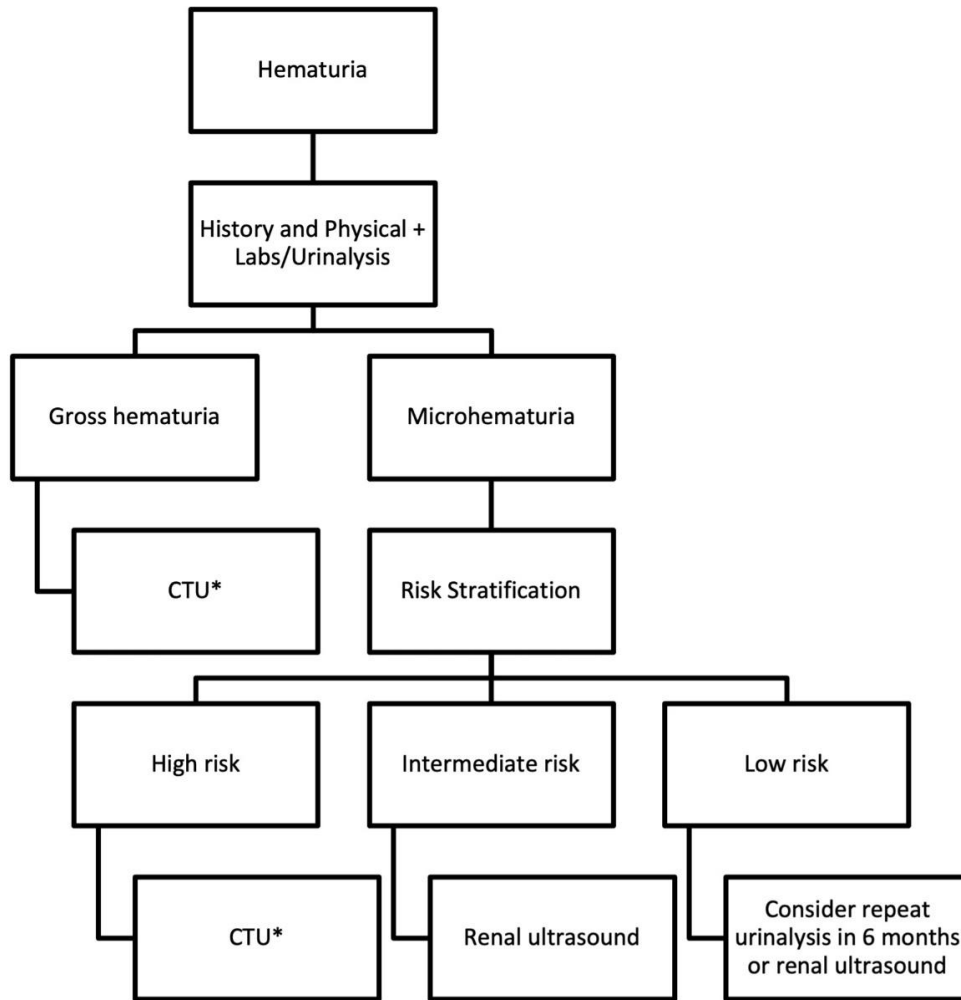 Hematuria
History and Physical +
Labs/Urinalysis
Gross hematuria
Microhematuria
CTU*
Risk Stratification
High risk
Intermediate risk
Low risk
CTU*
Renal ultrasound
Consider repeat
urinalysis in 6 months
or renal ultrasound